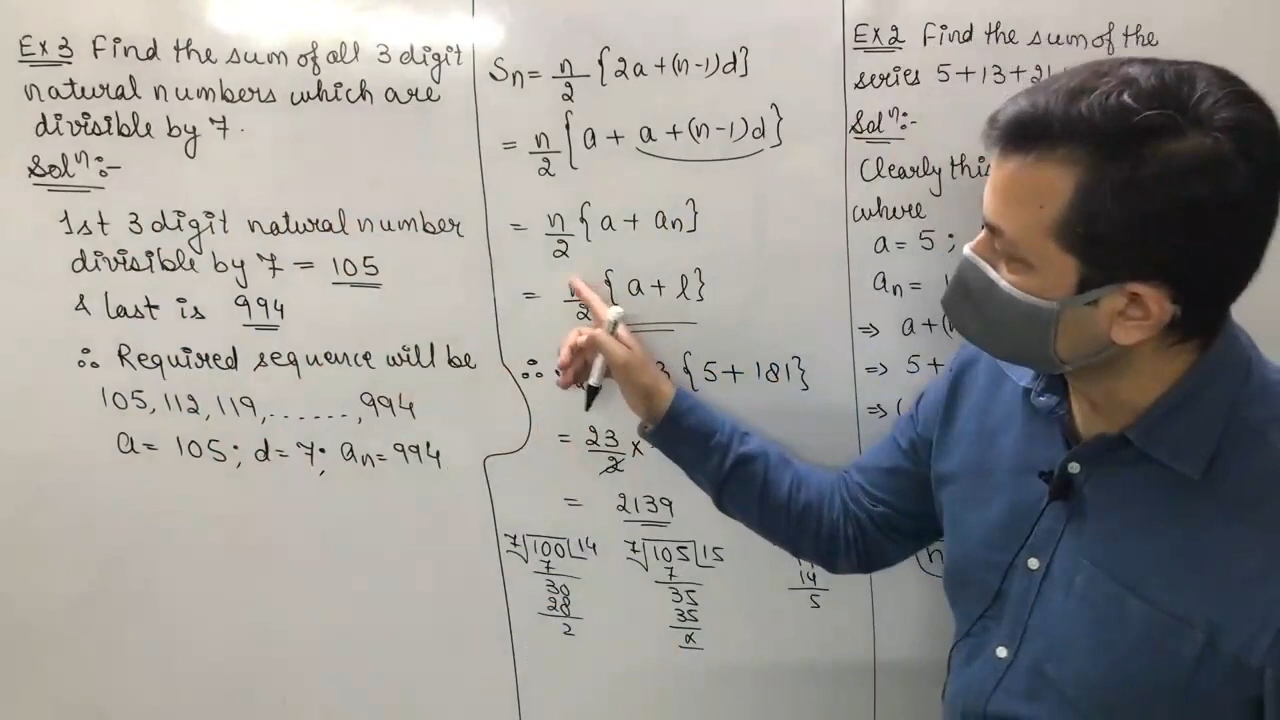 Ex 3 Find the sum of all 3 digit
natural numbers which are
divisible by 7.
Solⁿ:-
1st 3 digit natural number
divisible by 7 = 105
& last is 994
∴ Required sequence will be
105, 112, 119, ......., 994
a = 105; d = 7; aₙ = 994
Sₙ = n/2 {2a + (n-1)d}
= n/2 {a + a + (n-1)d}
= n/2 {a + aₙ}
= n/2 {a + l}
∴ 3 {5 + 181}
= 23/2 ×
= 2139
7 100 14
7
30
28
2
7 105 15
7
35
35
x
14
5
Ex 2 Find the sum of the
series 5 + 13 + 21
Solⁿ:-
Clearly this
where
a = 5;
aₙ =
⇒ a + (n
⇒ 5 +
⇒ (
n